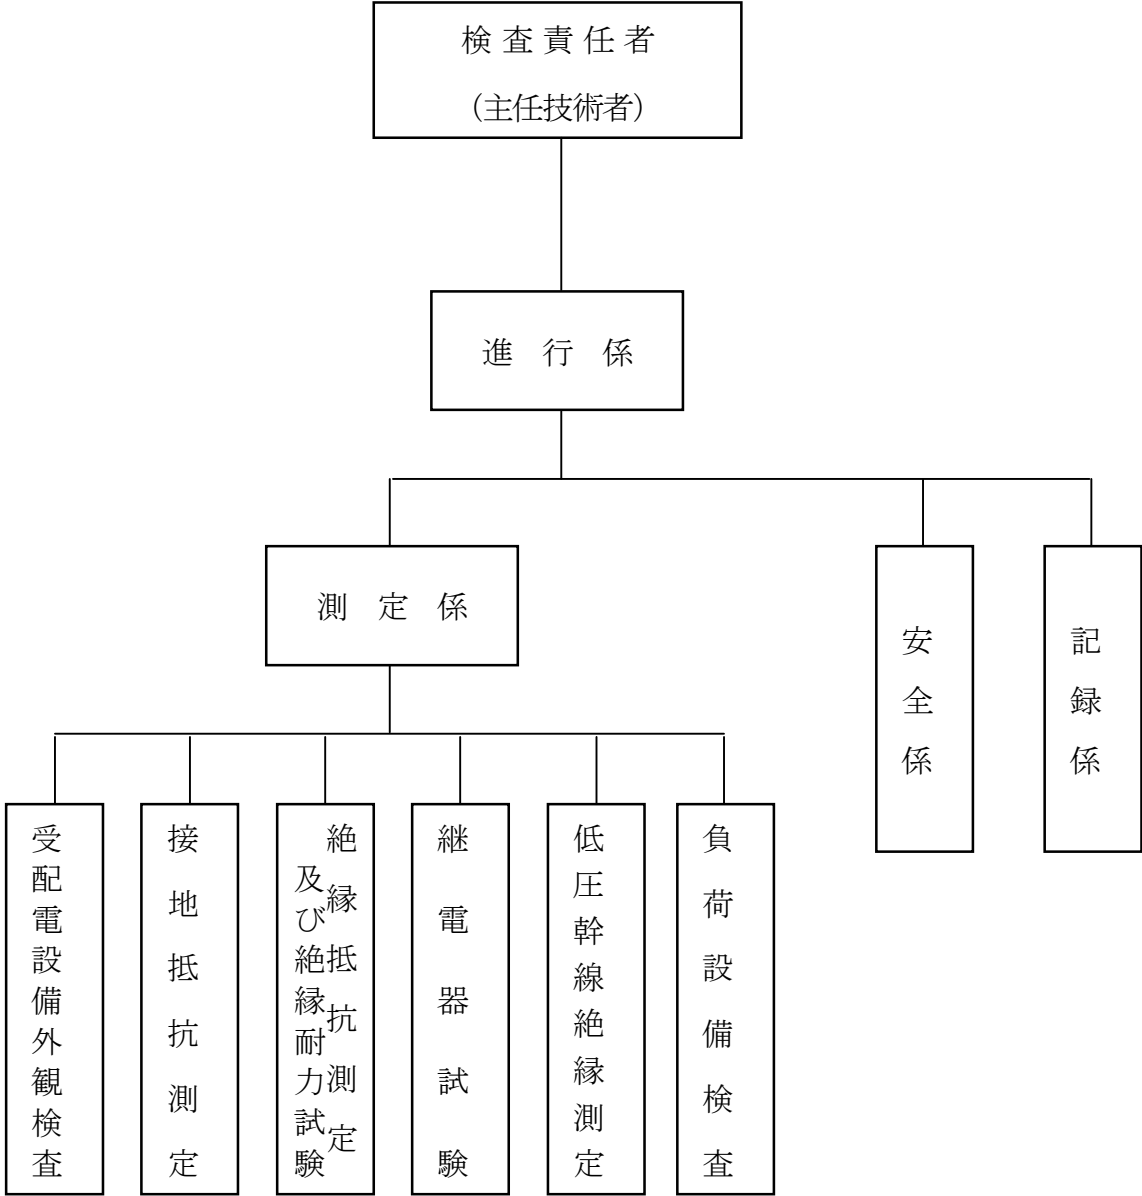 検査責任者
(主任技術者)
進行係
測定係
安全係
記録係
受配電設備外観検査
接地抵抗測定
絶縁抵抗測定
及び絶縁耐力試験
継電器試験
低圧幹線絶縁測定
負荷設備検査